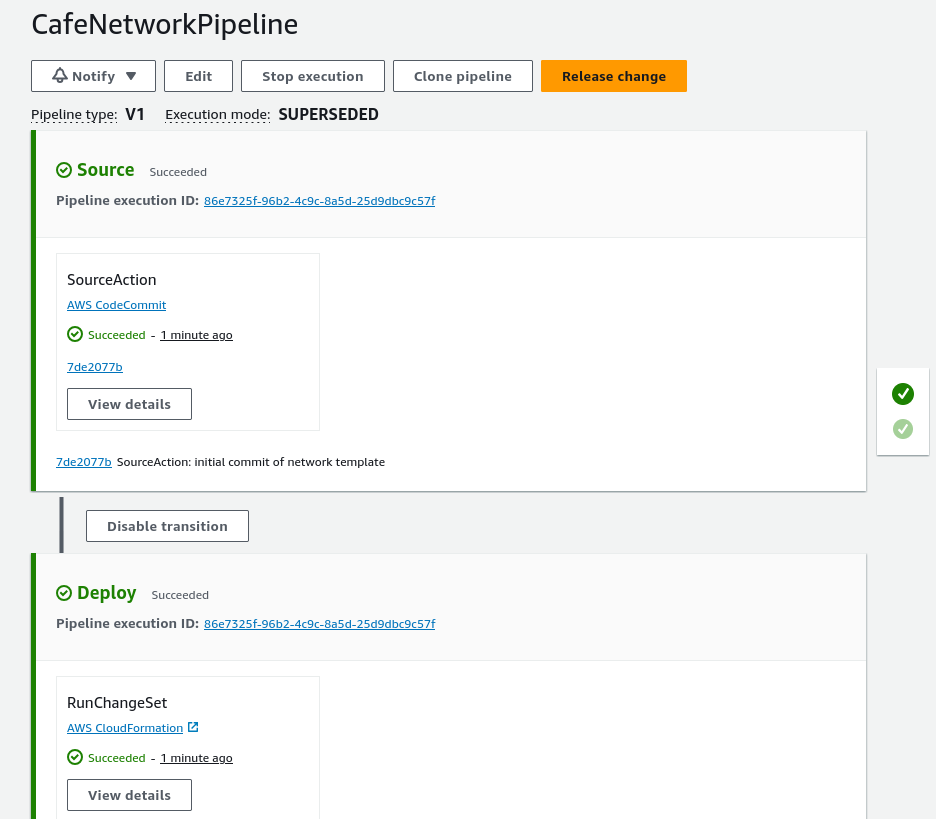 CafeNetworkPipeline
Notify Edit Stop execution Clone pipeline Release change
Pipeline type: V1 Execution mode: SUPERSEDED
Source Succeeded
Pipeline execution ID: 86e7325f-96b2-4c9c-8a5d-25d9dbc9c57f
SourceAction
AWS CodeCommit
Succeeded - 1 minute ago
7de2077b
View details
7de2077b SourceAction: initial commit of network template
Disable transition
Deploy Succeeded
Pipeline execution ID: 86e7325f-96b2-4c9c-8a5d-25d9dbc9c57f
RunChangeSet
AWS CloudFormation
Succeeded - 1 minute ago
View details